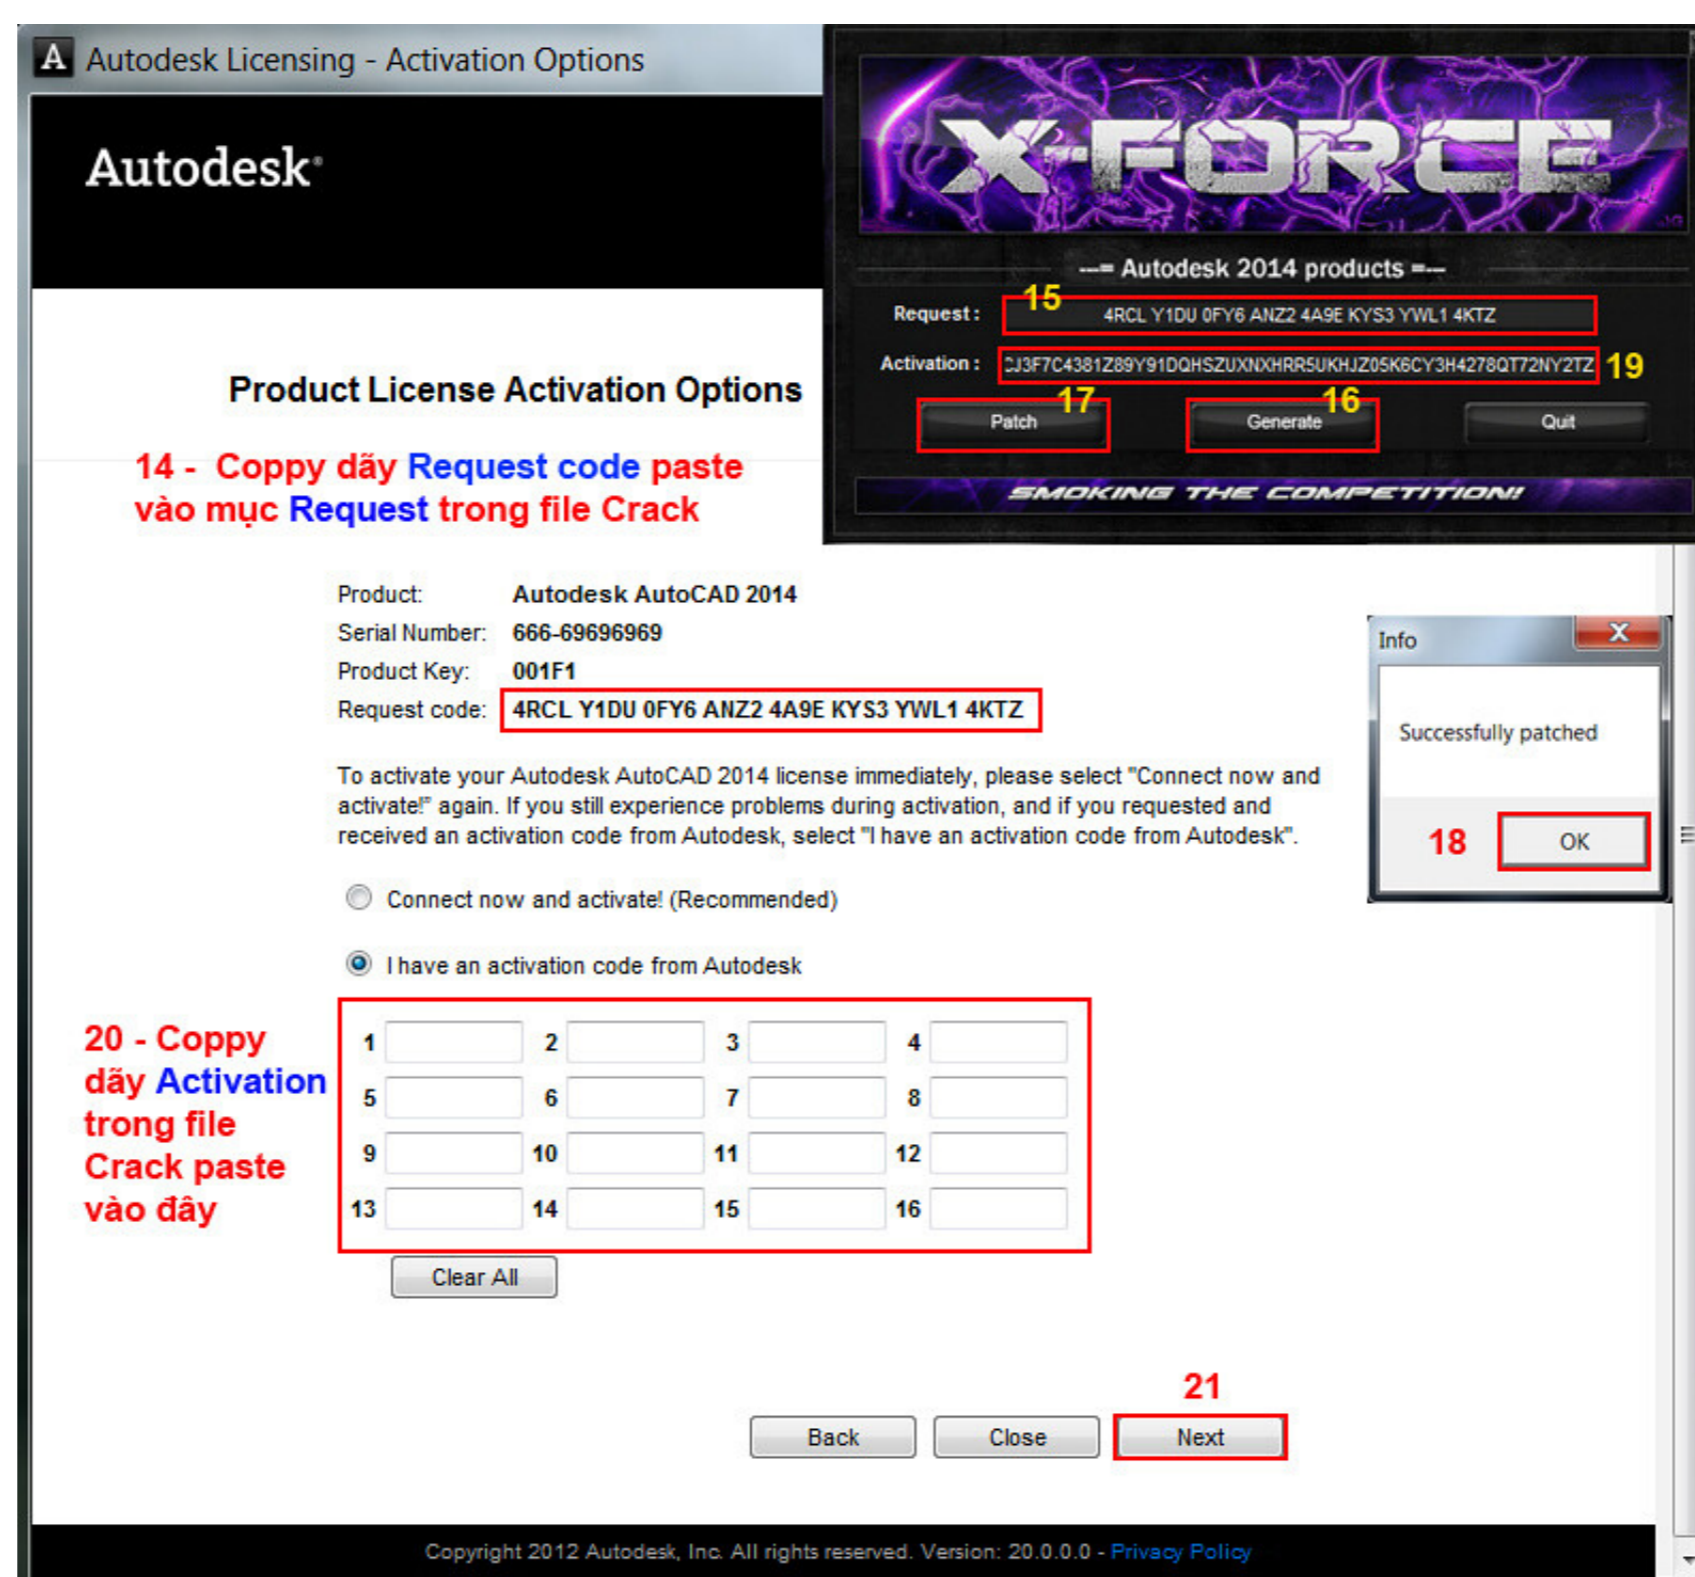 Autodesk Licensing - Activation Options
Autodesk®
X-FORCE
---= Autodesk 2014 products =---
Request: 15 4RCL Y1DU 0FY6 ANZ2 4A9E KYS3 YWL1 4KTZ
Activation: CJ3F7C4381Z89Y91DQHSZUXNXHRR5UKHJZ05K6CY3H4278QT72NY2TZ 19
17 16
Patch Generate Quit
SMOKING THE COMPETITION!
Product License Activation Options
14 - Coppy dãy Request code paste
vào mục Request trong file Crack
Product: Autodesk AutoCAD 2014
Serial Number: 666-69696969
Product Key: 001F1
Request code: 4RCL Y1DU 0FY6 ANZ2 4A9E KYS3 YWL1 4KTZ
Info
X
Successfully patched
18 OK
To activate your Autodesk AutoCAD 2014 license immediately, please select "Connect now and
activate!" again. If you still experience problems during activation, and if you requested and
received an activation code from Autodesk, select "I have an activation code from Autodesk".
Connect now and activate! (Recommended)
I have an activation code from Autodesk
20 - Coppy
dãy Activation
trong file
Crack paste
vào đây
1 2 3 4
5 6 7 8
9 10 11 12
13 14 15 16
Clear All
21
Back Close Next
Copyright 2012 Autodesk, Inc. All rights reserved. Version: 20.0.0.0 - Privacy Policy